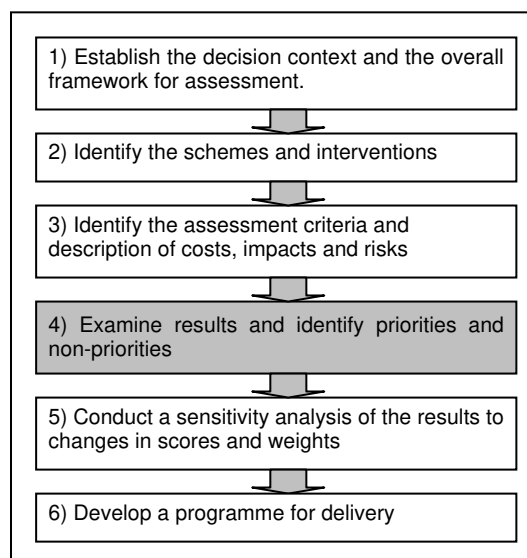 1) Establish the decision context and the overall
framework for assessment.
2) Identify the schemes and interventions
3) Identify the assessment criteria and
description of costs, impacts and risks
4) Examine results and identify priorities and
non-priorities
5) Conduct a sensitivity analysis of the results to
changes in scores and weights
6) Develop a programme for delivery